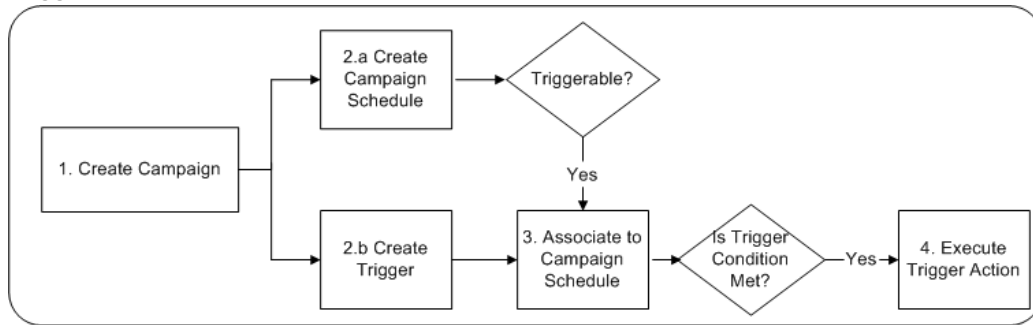 1. Create Campaign
2.a Create
Campaign
Schedule
Triggerable?
Yes
2.b Create
Trigger
3. Associate to
Campaign
Schedule
Is Trigger
Condition
Met?
Yes
4. Execute
Trigger Action